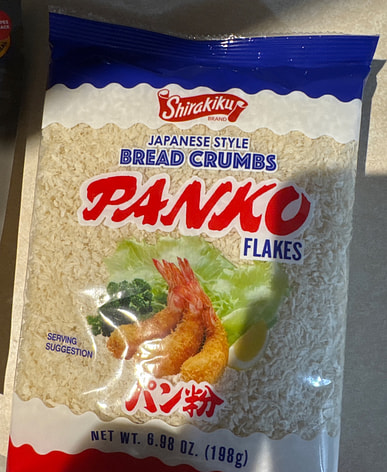 Shirakiku
BRAND
JAPANESE STYLE
BREAD CRUMBS
PANKO
FLAKES
SERVING
SUGGESTION
パン粉
NET WT. 6.98 OZ. (198g)